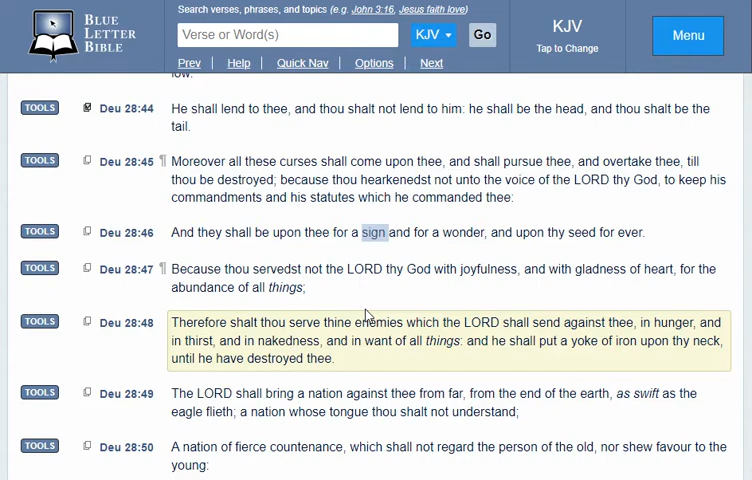 BLUE
LETTER
BIBLE
Search verses, phrases, and topics (e.g. John 3:16, Jesus faith love)
Verse or Word(s)
KJV
Go
Prev
Help
Quick Nav
Options
Next
KJV
Tap to Change
Menu
low.
TOOLS Deu 28:44 He shall lend to thee, and thou shalt not lend to him: he shall be the head, and thou shalt be the
tail.
TOOLS Deu 28:45 ¶ Moreover all these curses shall come upon thee, and shall pursue thee, and overtake thee, till
thou be destroyed; because thou hearkenedst not unto the voice of the LORD thy God, to keep his
commandments and his statutes which he commanded thee:
TOOLS Deu 28:46 And they shall be upon thee for a sign and for a wonder, and upon thy seed for ever.
TOOLS Deu 28:47 ¶ Because thou servedst not the LORD thy God with joyfulness, and with gladness of heart, for the
abundance of all things;
TOOLS Deu 28:48 Therefore shalt thou serve thine enemies which the LORD shall send against thee, in hunger, and
in thirst, and in nakedness, and in want of all things: and he shall put a yoke of iron upon thy neck,
until he have destroyed thee.
TOOLS Deu 28:49 The LORD shall bring a nation against thee from far, from the end of the earth, as swift as the
eagle flieth; a nation whose tongue thou shalt not understand;
TOOLS Deu 28:50 A nation of fierce countenance, which shall not regard the person of the old, nor shew favour to the
young: